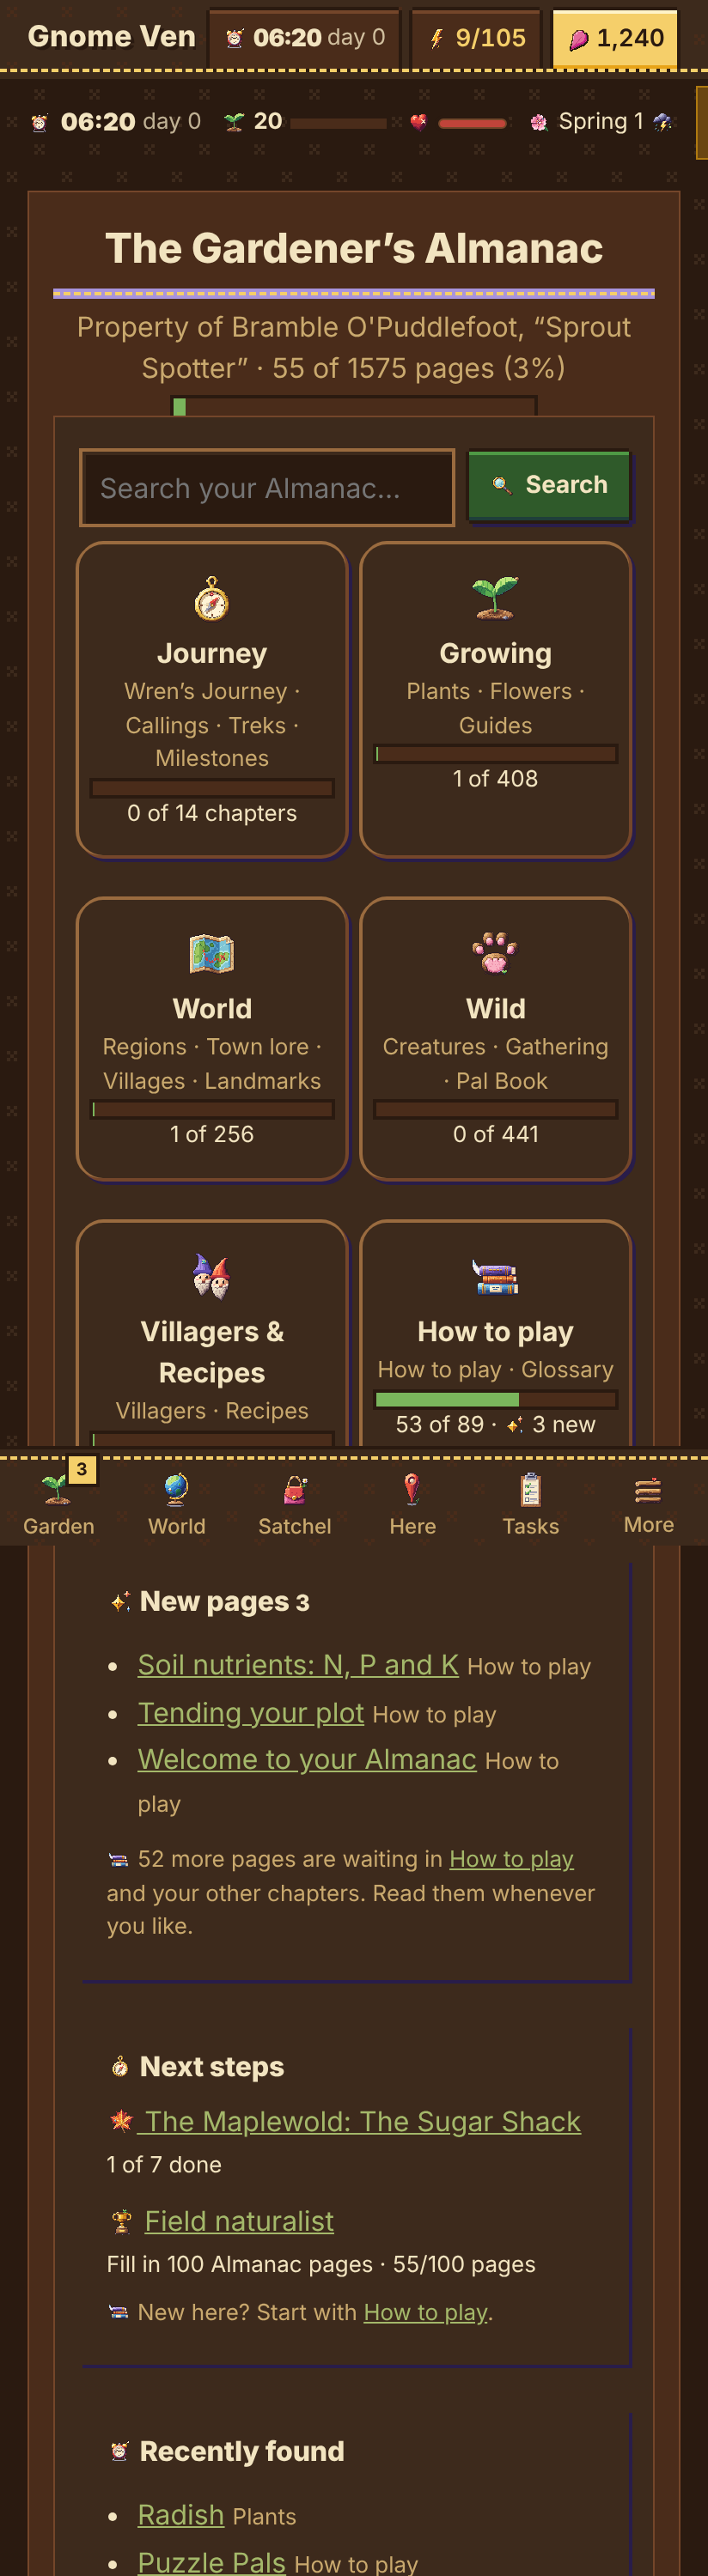 Gnome Ven
06:20 day 0
9/105
1,240
06:20 day 0
20
Spring 1
The Gardener’s Almanac
Property of Bramble O'Puddlefoot, “Sprout
Spotter” · 55 of 1575 pages (3%)
Search your Almanac...
Search
Journey
Wren’s Journey ·
Callings · Treks ·
Milestones
0 of 14 chapters
Growing
Plants · Flowers ·
Guides
1 of 408
World
Regions · Town lore ·
Villages · Landmarks
1 of 256
Wild
Creatures · Gathering
· Pal Book
0 of 441
Villagers &
Recipes
Villagers · Recipes
How to play
How to play · Glossary
53 of 89 · 3 new
3
Garden
World
Satchel
Here
Tasks
More
New pages 3
• Soil nutrients: N, P and K How to play
• Tending your plot How to play
• Welcome to your Almanac How to
play
52 more pages are waiting in How to play
and your other chapters. Read them whenever
you like.
Next steps
The Maplewold: The Sugar Shack
1 of 7 done
Field naturalist
Fill in 100 Almanac pages · 55/100 pages
New here? Start with How to play.
Recently found
• Radish Plants
• Puzzle Pals How to play